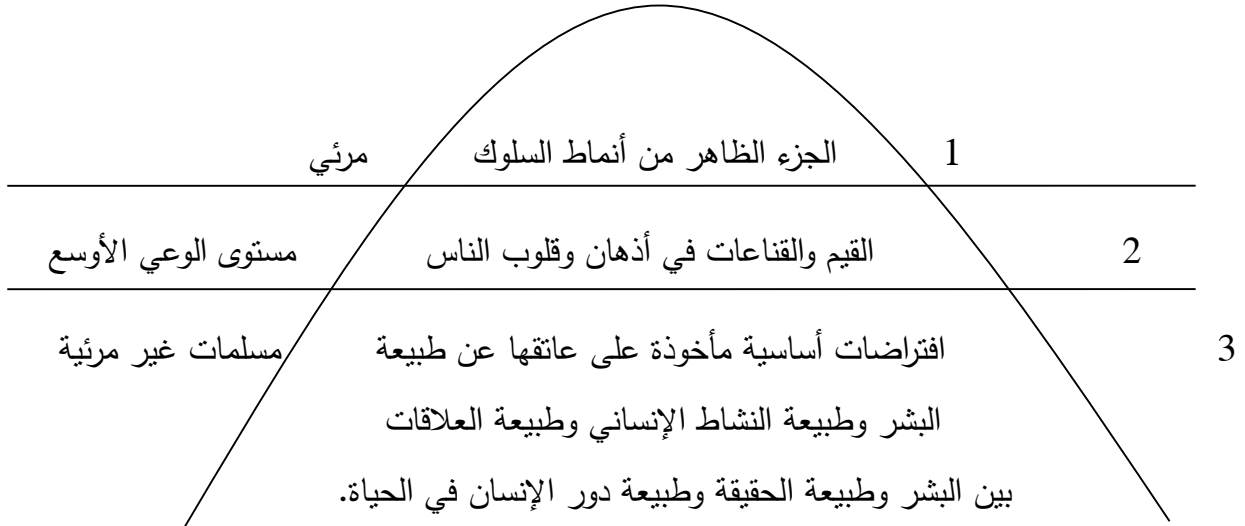 1 الجزء الظاهر من أنماط السلوك مرئي
2 القيم والقناعات في أذهان وقلوب الناس مستوى الوعي الأوسع
3 افتراضات أساسية مأخوذة على عاتقها عن طبيعة مسلمات غير مرئية
البشر وطبيعة النشاط الإنساني وطبيعة العلاقات
بين البشر وطبيعة الحقيقة وطبيعة دور الإنسان في الحياة.